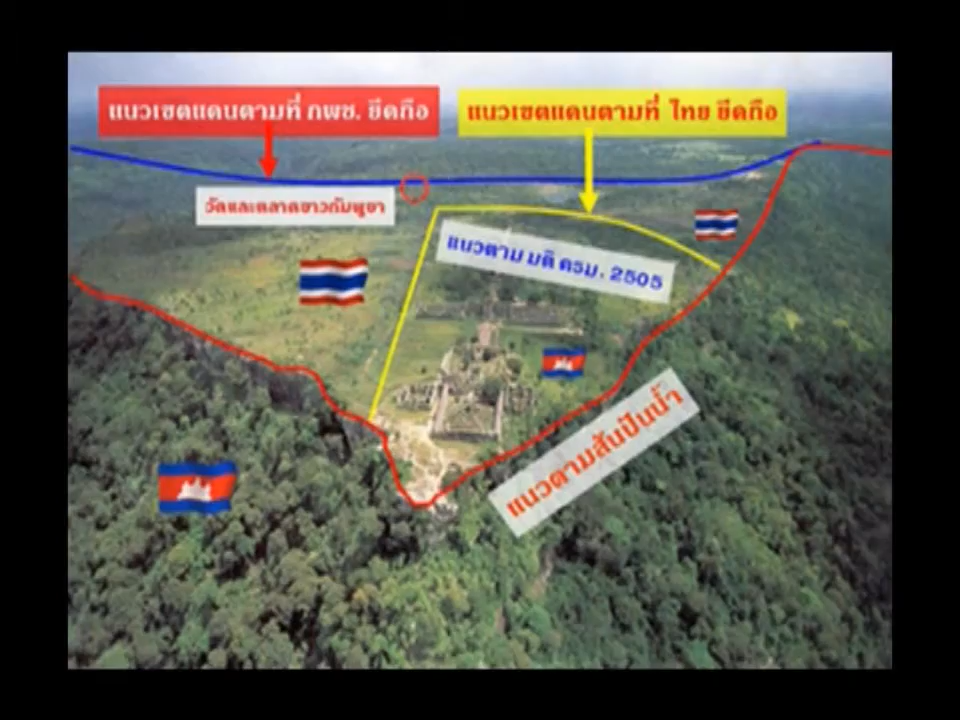 แนวเขตแดนตามที่ กพช. ยึดถือ
แนวเขตแดนตามที่ ไทย ยึดถือ
วัดและตลาดชาวกัมพูชา
แนวตาม มติ ครม. 2505
แนวตามสันปันน้ำ